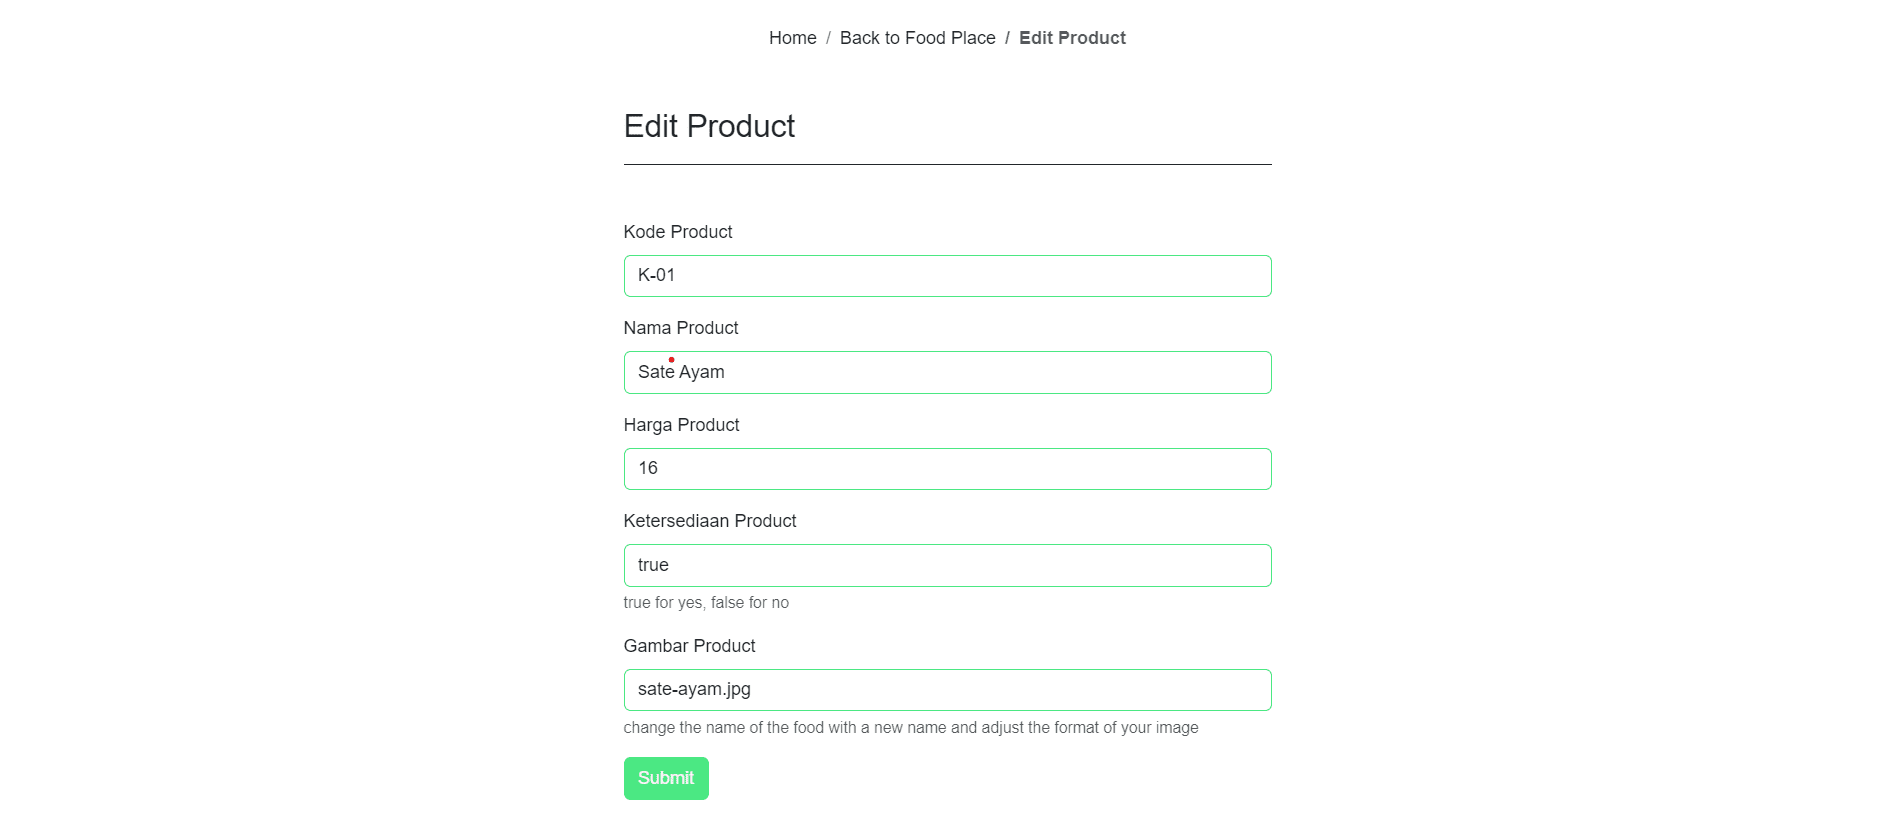 Home / Back to Food Place / Edit Product
Edit Product
Kode Product
K-01
Nama Product
Sate Ayam
Harga Product
16
Ketersediaan Product
true
true for yes, false for no
Gambar Product
sate-ayam.jpg
change the name of the food with a new name and adjust the format of your image
Submit